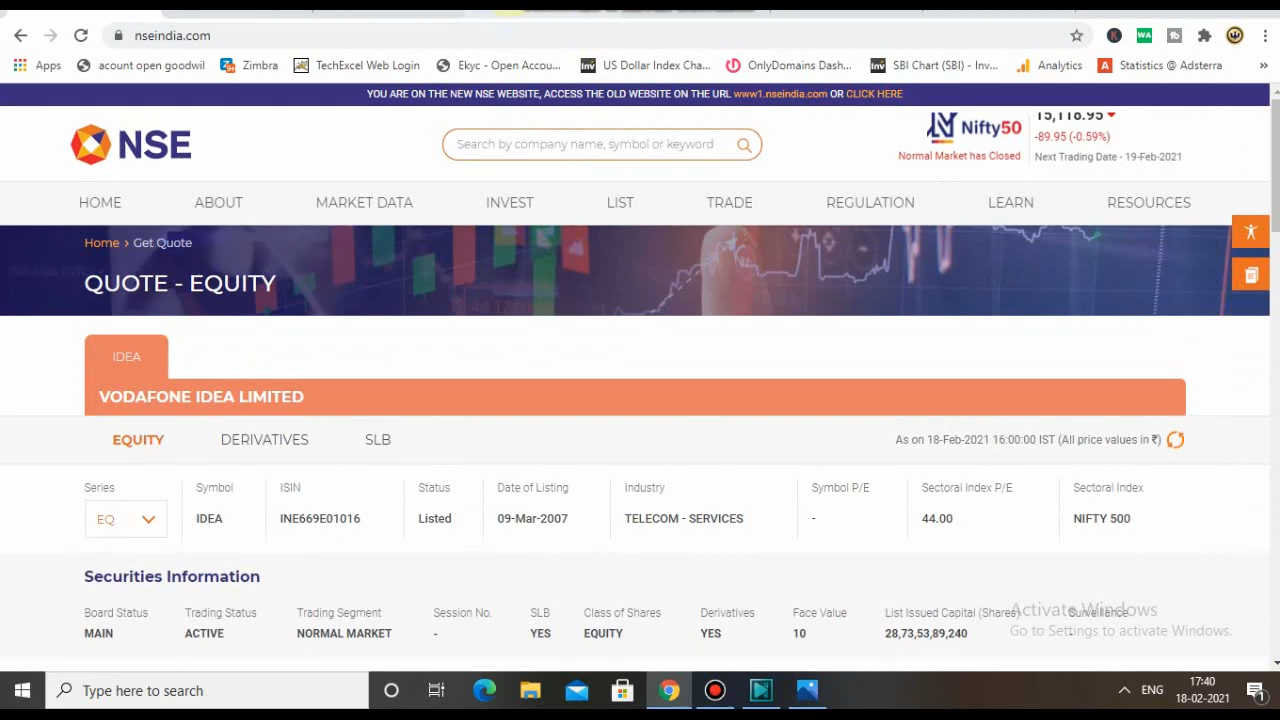 nseindia.com
Apps acount open goodwil Zimbra TechExcel Web Login Ekyc - Open Accou... US Dollar Index Cha... OnlyDomains Dash... SBI Chart (SBI) - Inv... Analytics Statistics @ Adsterra »
YOU ARE ON THE NEW NSE WEBSITE, ACCESS THE OLD WEBSITE ON THE URL www1.nseindia.com OR CLICK HERE
NSE
Search by company name, symbol or keyword
Nifty50
Normal Market has Closed
15,118.95
-89.95 (-0.59%)
Next Trading Date - 19-Feb-2021
HOME ABOUT MARKET DATA INVEST LIST TRADE REGULATION LEARN RESOURCES
Home › Get Quote
QUOTE - EQUITY
IDEA
VODAFONE IDEA LIMITED
EQUITY DERIVATIVES SLB As on 18-Feb-2021 16:00:00 IST (All price values in ₹)
Series Symbol ISIN Status Date of Listing Industry Symbol P/E Sectoral Index P/E Sectoral Index
EQ IDEA INE669E01016 Listed 09-Mar-2007 TELECOM - SERVICES - 44.00 NIFTY 500
Securities Information
Board Status Trading Status Trading Segment Session No. SLB Class of Shares Derivatives Face Value List Issued Capital (Shares) Surveillance
MAIN ACTIVE NORMAL MARKET - YES EQUITY YES 10 28,73,53,89,240 -
Activate Windows
Go to Settings to activate Windows.
Type here to search
ENG
17:40
18-02-2021
1